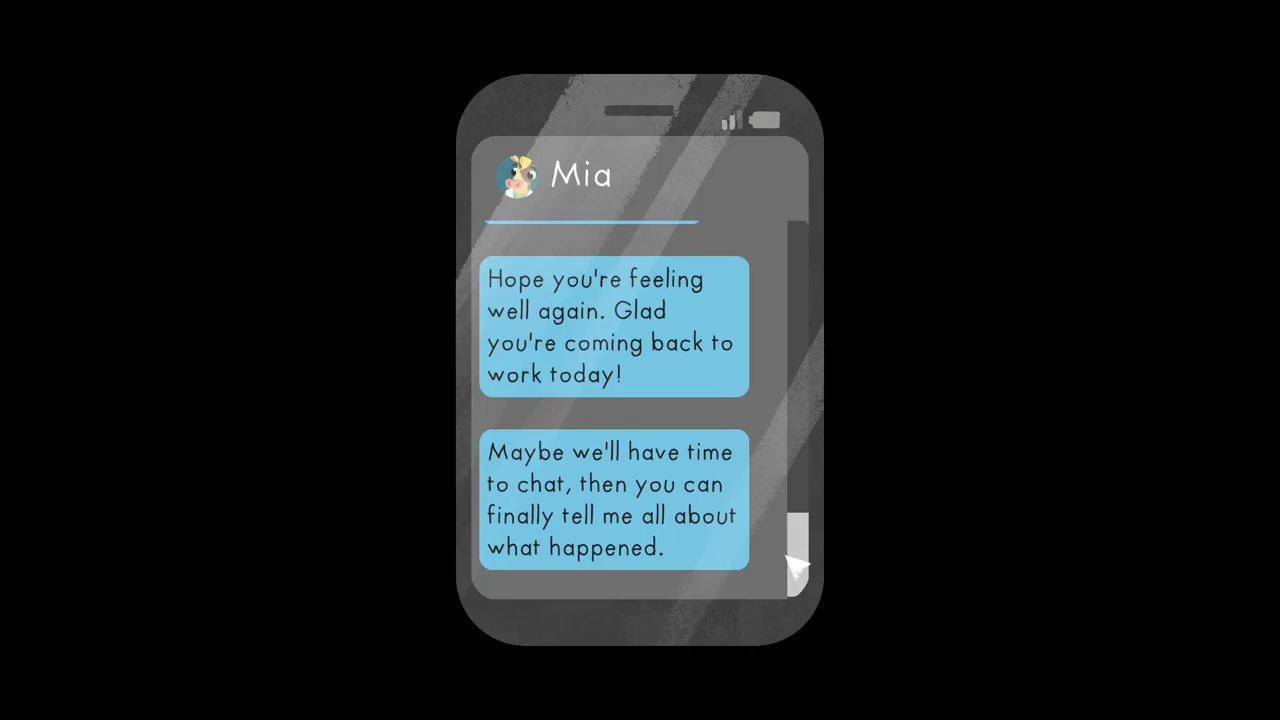 Mia
Hope you're feeling
well again. Glad
you're coming back to
work today!
Maybe we'll have time
to chat, then you can
finally tell me all about
what happened.